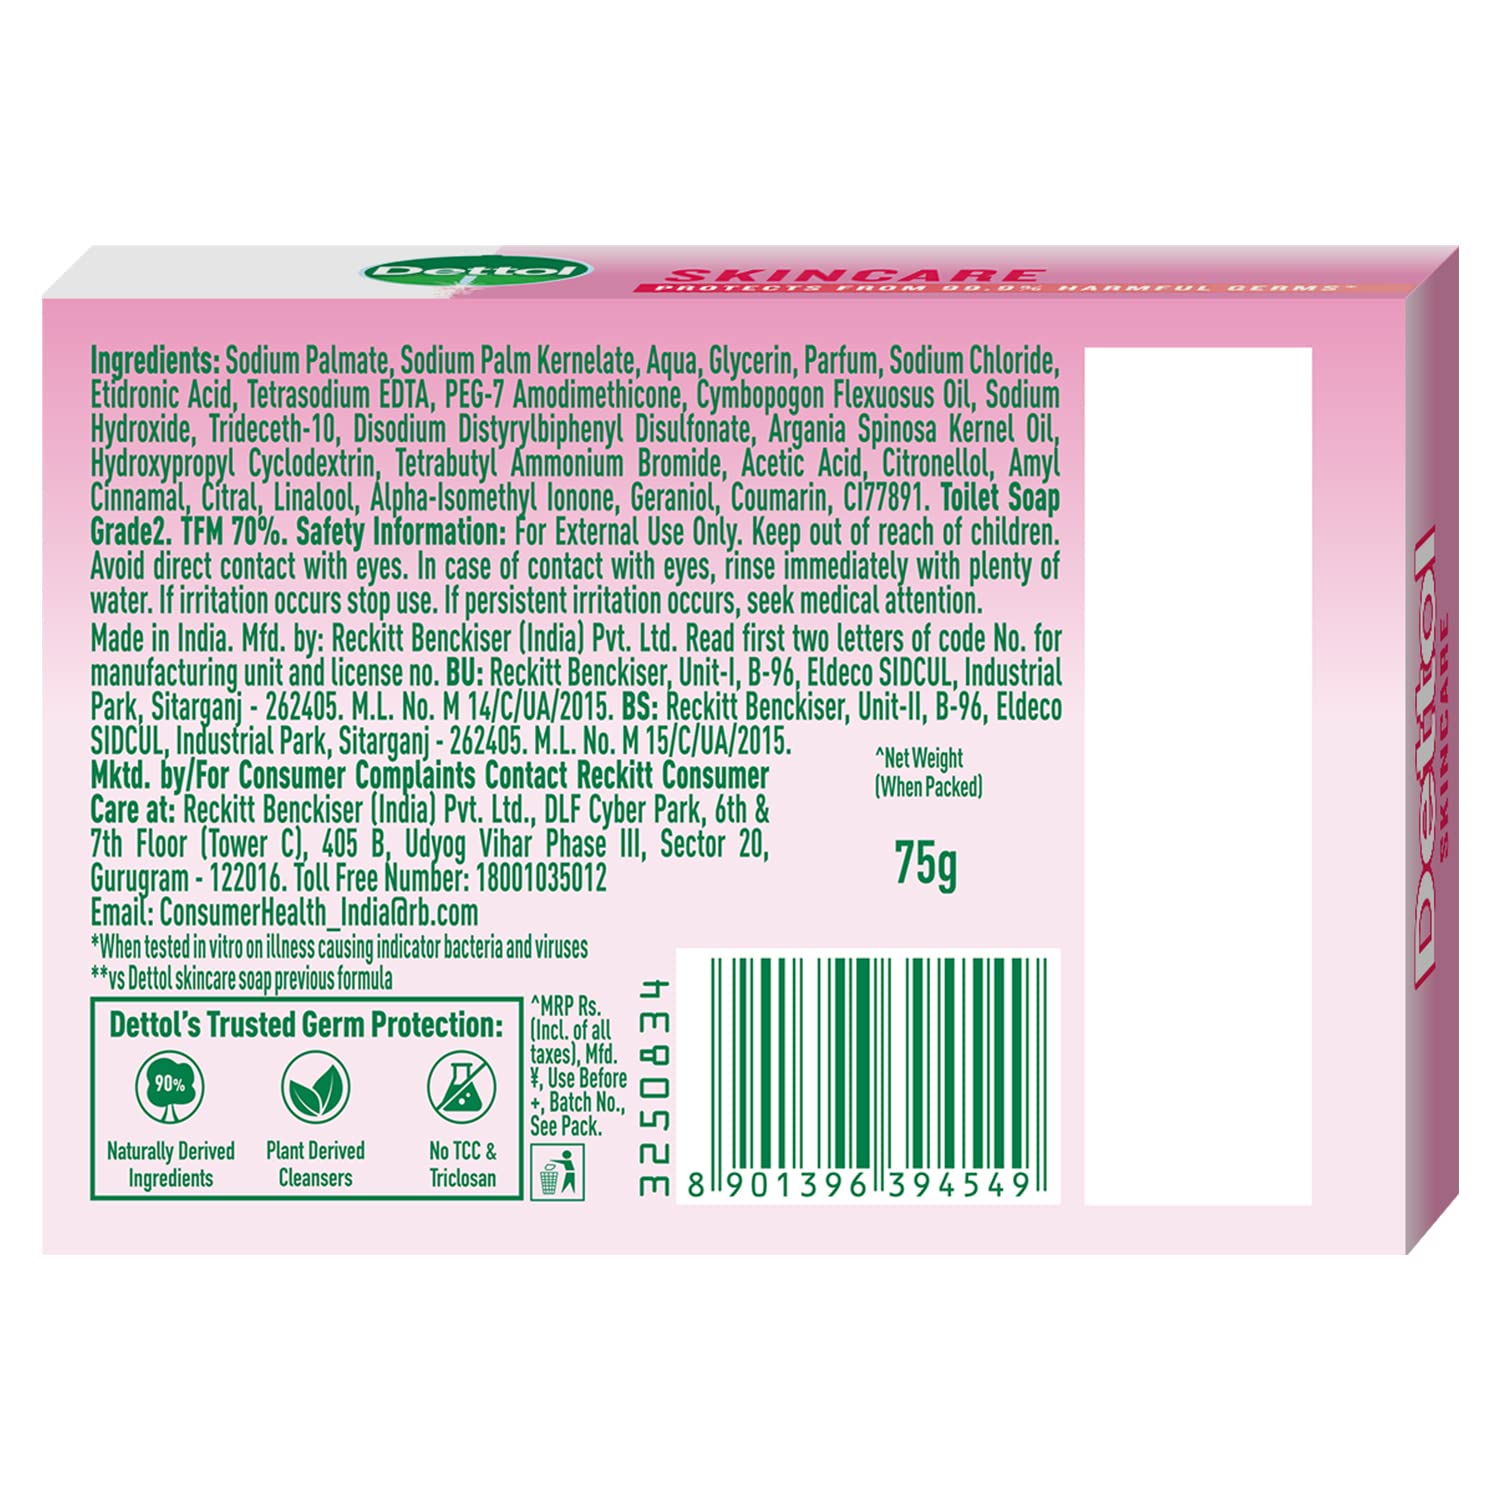 Dettol
SKINCARE
PROTECTS FROM 99.9% HARMFUL GERMS*
Ingredients: Sodium Palmate, Sodium Palm Kernelate, Aqua, Glycerin, Parfum, Sodium Chloride,
Etidronic Acid, Tetrasodium EDTA, PEG-7 Amodimethicone, Cymbopogon Flexuosus Oil, Sodium
Hydroxide, Trideceth-10, Disodium Distyrylbiphenyl Disulfonate, Argania Spinosa Kernel Oil,
Hydroxypropyl Cyclodextrin, Tetrabutyl Ammonium Bromide, Acetic Acid, Citronellol, Amyl
Cinnamal, Citral, Linalool, Alpha-Isomethyl Ionone, Geraniol, Coumarin, CI77891. Toilet Soap
Grade2. TFM 70%. Safety Information: For External Use Only. Keep out of reach of children.
Avoid direct contact with eyes. In case of contact with eyes, rinse immediately with plenty of
water. If irritation occurs stop use. If persistent irritation occurs, seek medical attention.
Made in India. Mfd. by: Reckitt Benckiser (India) Pvt. Ltd. Read first two letters of code No. for
manufacturing unit and license no. BU: Reckitt Benckiser, Unit-I, B-96, Eldeco SIDCUL, Industrial
Park, Sitarganj - 262405. M.L. No. M 14/C/UA/2015. BS: Reckitt Benckiser, Unit-II, B-96, Eldeco
SIDCUL, Industrial Park, Sitarganj - 262405. M.L. No. M 15/C/UA/2015.
Mktd. by/For Consumer Complaints Contact Reckitt Consumer
Care at: Reckitt Benckiser (India) Pvt. Ltd., DLF Cyber Park, 6th &
7th Floor (Tower C), 405 B, Udyog Vihar Phase III, Sector 20,
Gurugram - 122016. Toll Free Number: 18001035012
Email: ConsumerHealth_India@rb.com
*When tested in vitro on illness causing indicator bacteria and viruses
**vs Dettol skincare soap previous formula
^Net Weight
(When Packed)
75g
Dettol's Trusted Germ Protection:
90%
Naturally Derived
Ingredients
Plant Derived
Cleansers
No TCC &
Triclosan
^MRP Rs.
(Incl. of all
taxes), Mfd.
¥, Use Before
+, Batch No.,
See Pack.
3250834
8 901396 394549
Dettol
SKINCARE